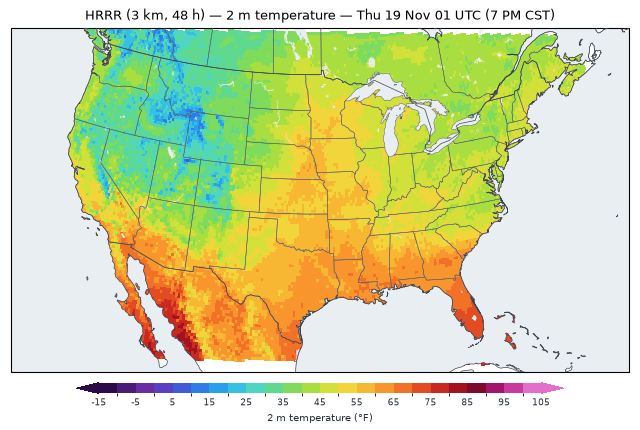 HRRR (3 km, 48 h) — 2 m temperature — Thu 19 Nov 01 UTC (7 PM CST)
-15 -5 5 15 25 35 45 55 65 75 85 95 105
2 m temperature (°F)